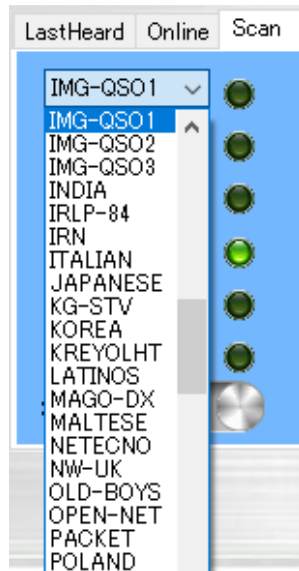 LastHeard Online Scan
IMG-QSO1
IMG-QSO1
IMG-QSO2
IMG-QSO3
INDIA
IRLP-84
IRN
ITALIAN
JAPANESE
KG-STV
KOREA
KREYOLHT
LATINOS
MAGO-DX
MALTESE
NETECNO
NW-UK
OLD-BOYS
OPEN-NET
PACKET
POLAND